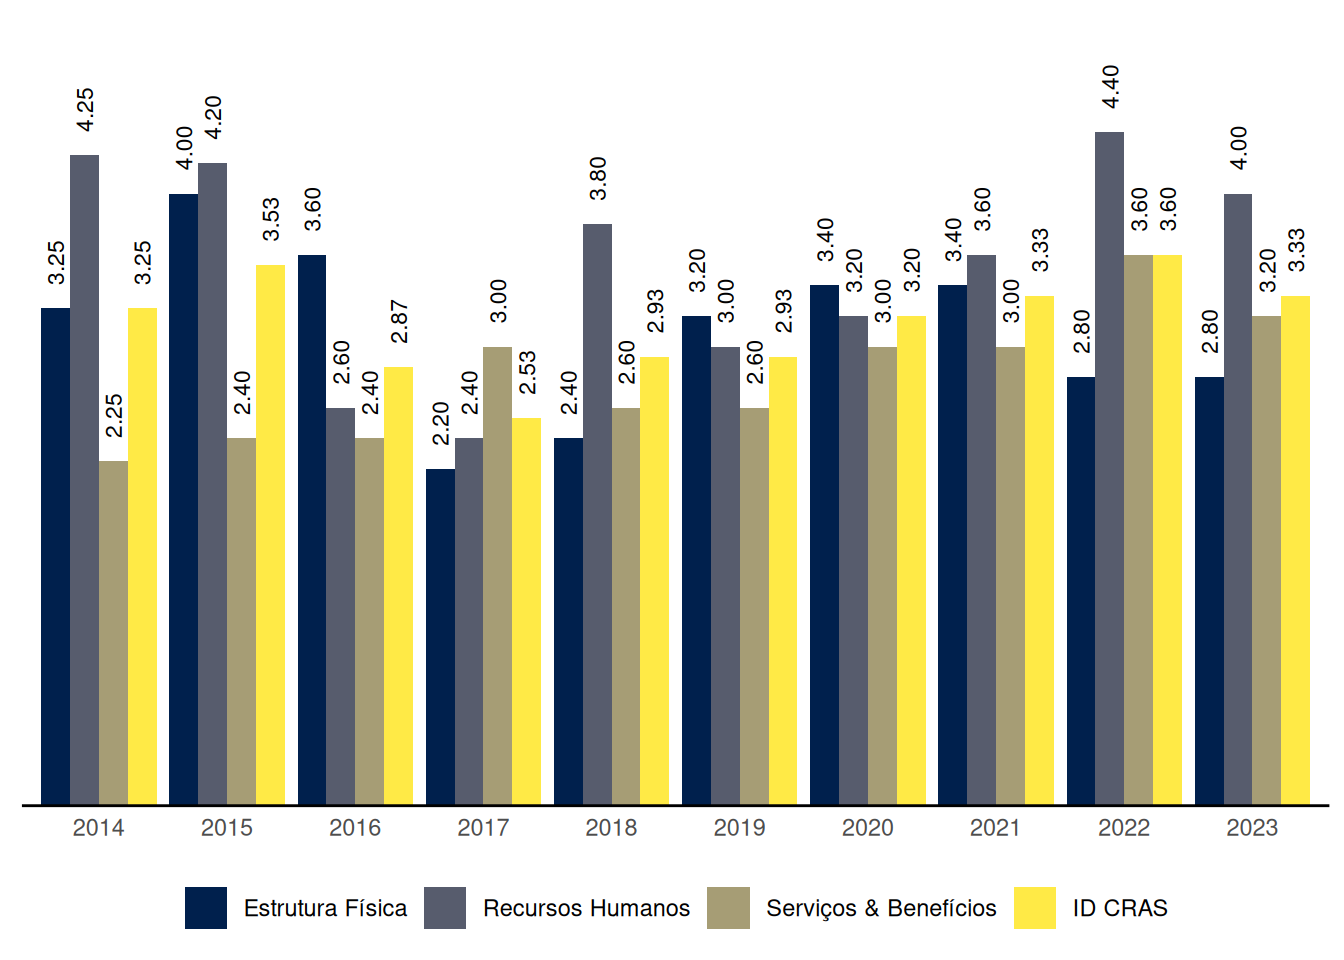 3.25 4.25 2.25 3.25
4.00 4.20 2.40 3.53
3.60 2.60 2.40 2.87
2.20 2.40 3.00 2.53
2.40 3.80 2.60 2.93
3.20 3.00 2.60 2.93
3.40 3.20 3.00 3.20
3.40 3.60 3.00 3.33
2.80 4.40 3.60 3.60
2.80 4.00 3.20 3.33
2014 2015 2016 2017 2018 2019 2020 2021 2022 2023
Estrutura Física Recursos Humanos Serviços & Benefícios ID CRAS